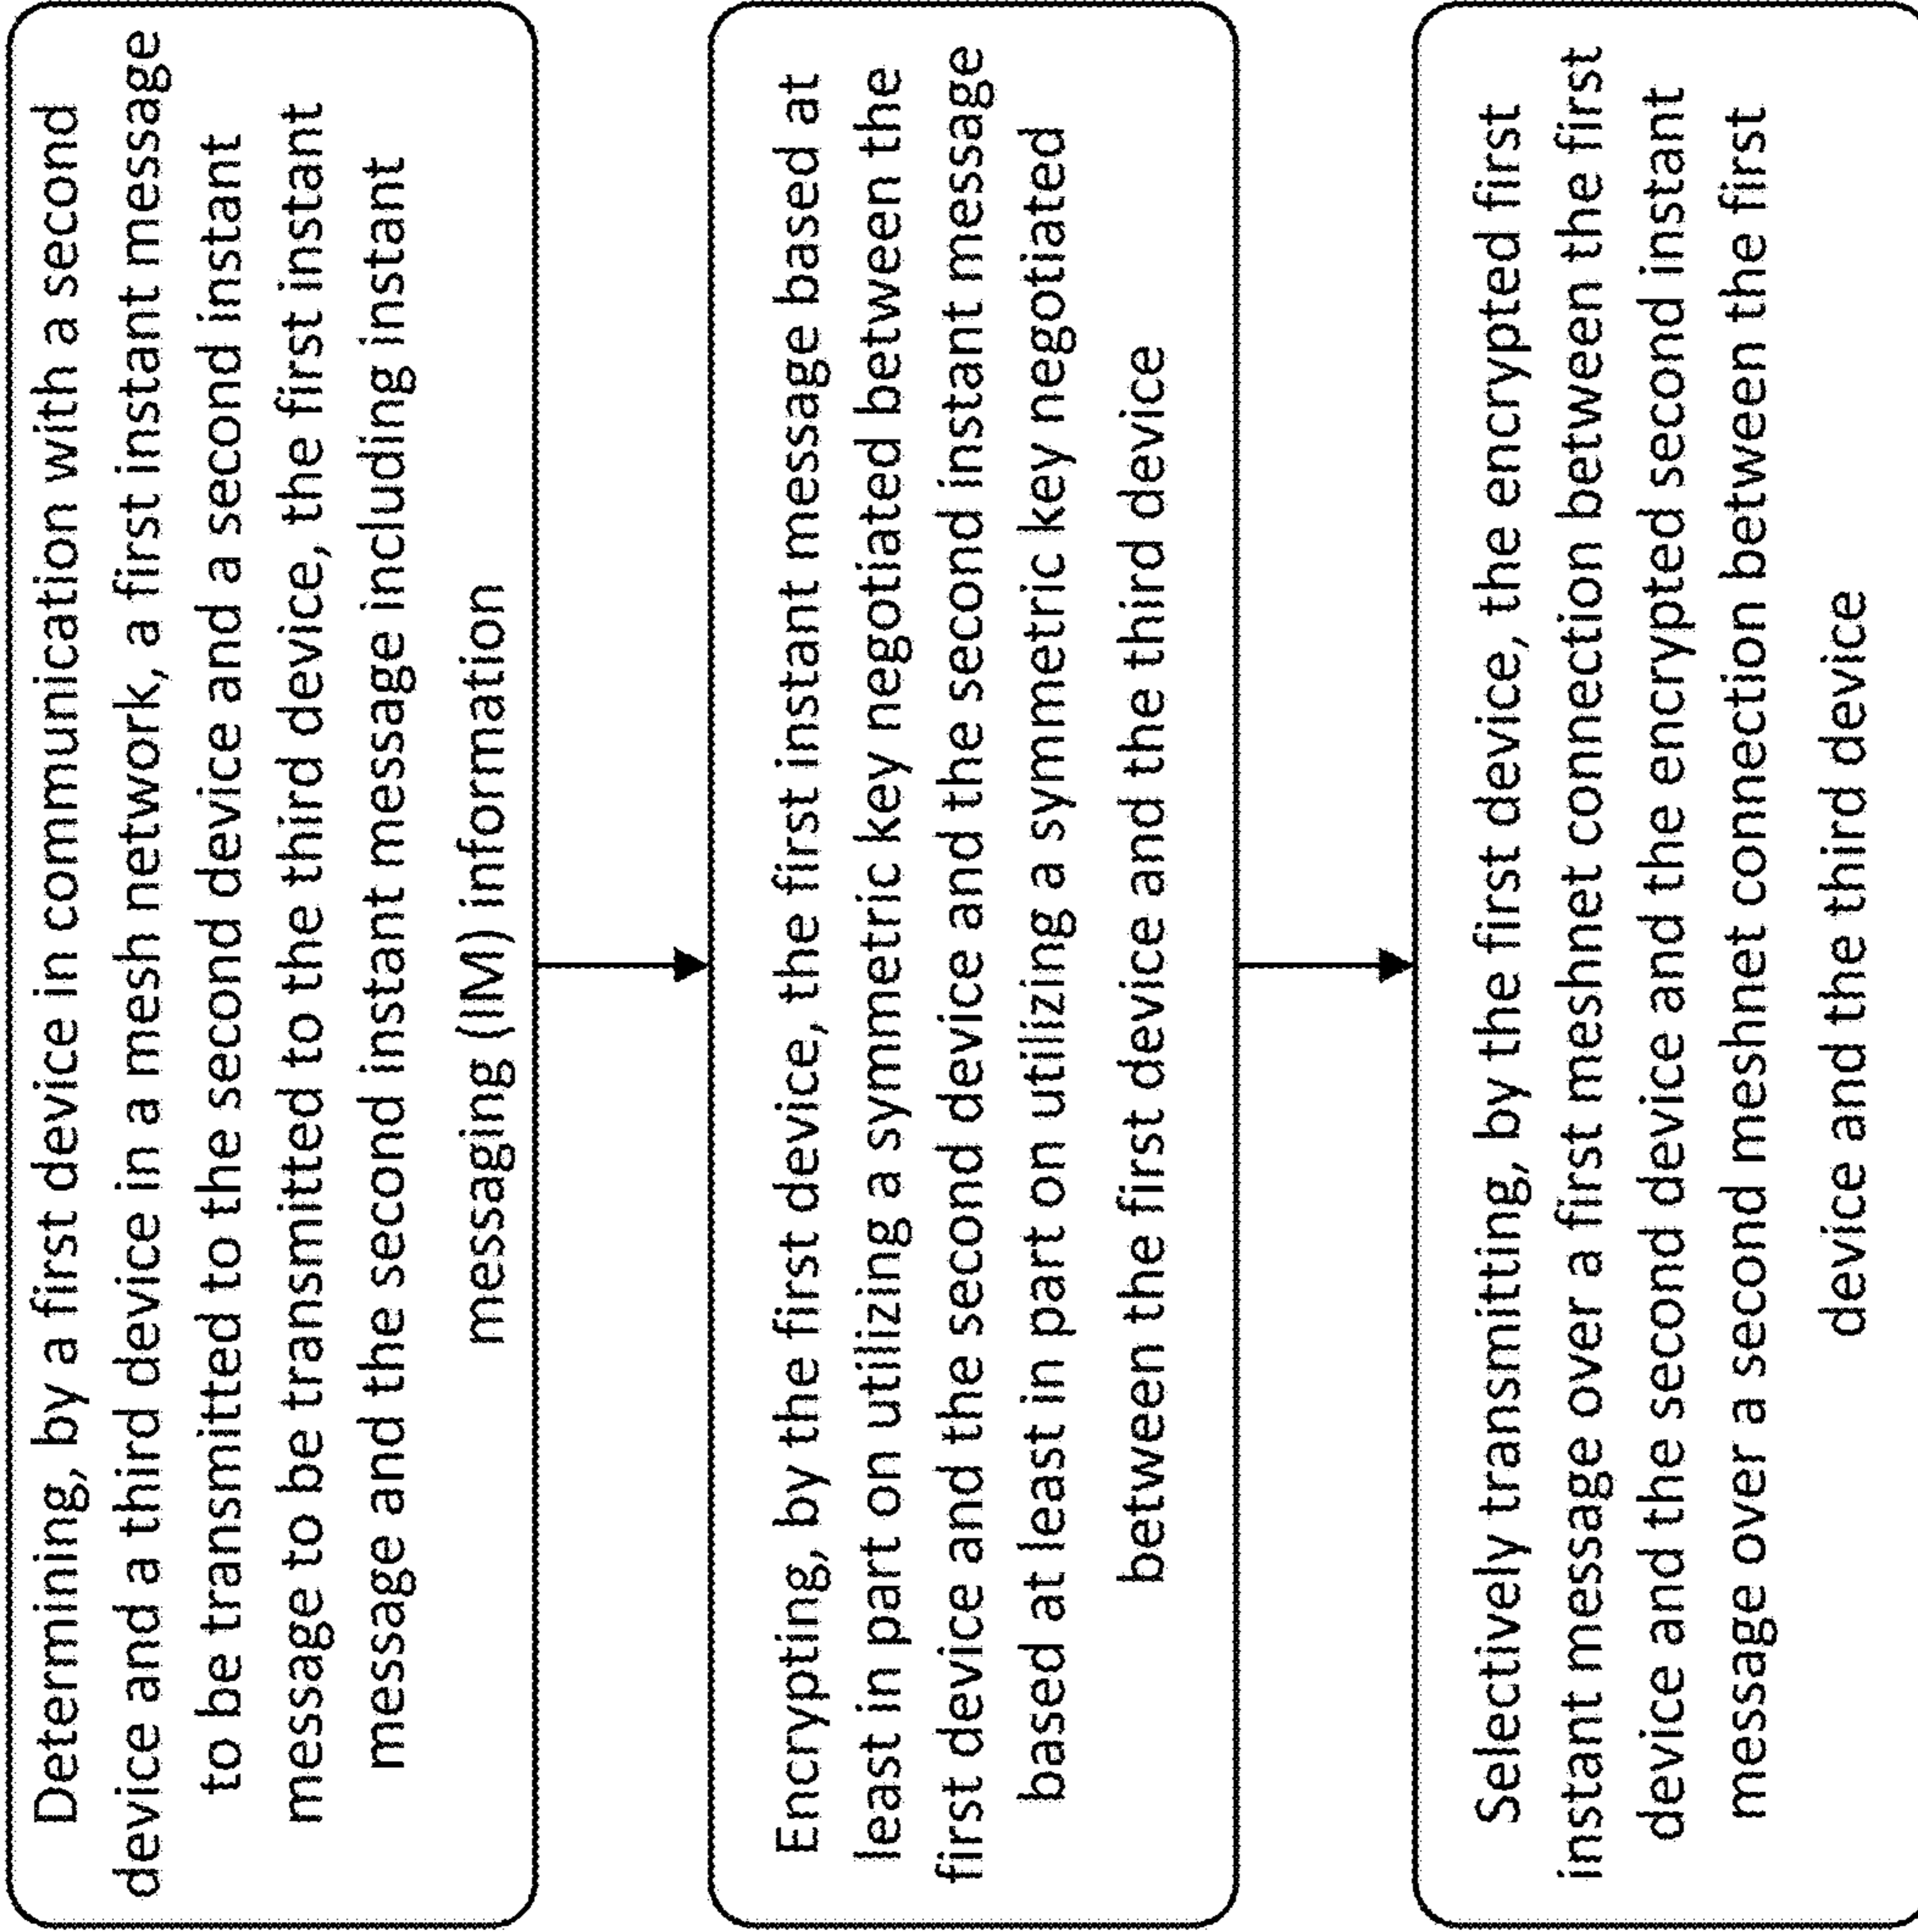 Determining, by a first device in communication with a second
device and a third device in a mesh network, a first instant message
to be transmitted to the second device and a second instant
message to be transmitted to the third device, the first instant
message and the second instant message including instant
messaging (IM) information
Encrypting, by the first device, the first instant message based at
least in part on utilizing a symmetric key negotiated between the
first device and the second device and the second instant message
based at least in part on utilizing a symmetric key negotiated
between the first device and the third device
Selectively transmitting, by the first device, the encrypted first
instant message over a first meshnet connection between the first
device and the second device and the encrypted second instant
message over a second meshnet connection between the first
device and the third device